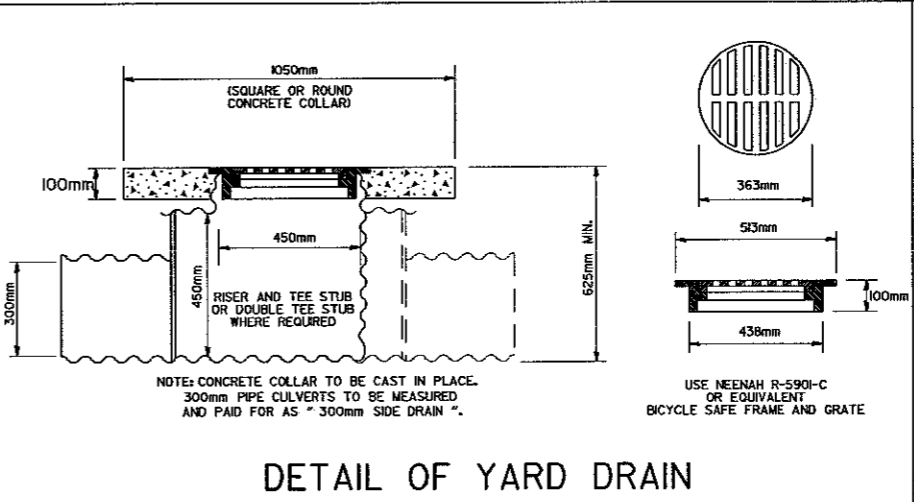 1050mm
(SQUARE OR ROUND
CONCRETE COLLAR)
100mm
450mm
300mm
450mm
RISER AND TEE STUB
OR DOUBLE TEE STUB
WHERE REQUIRED
625mm MIN.
NOTE: CONCRETE COLLAR TO BE CAST IN PLACE.
300mm PIPE CULVERTS TO BE MEASURED
AND PAID FOR AS " 300mm SIDE DRAIN ".
363mm
513mm
100mm
438mm
USE NEENAH R-5901-C
OR EQUIVALENT
BICYCLE SAFE FRAME AND GRATE
DETAIL OF YARD DRAIN